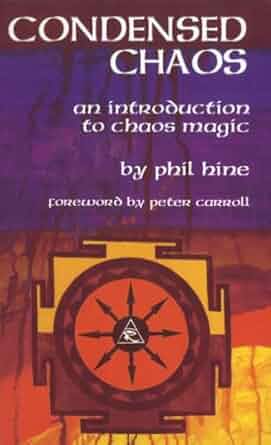 CONDENSED
CHAOS
an introduction
to chaos magic
by phil hine
foreword by peter carroll